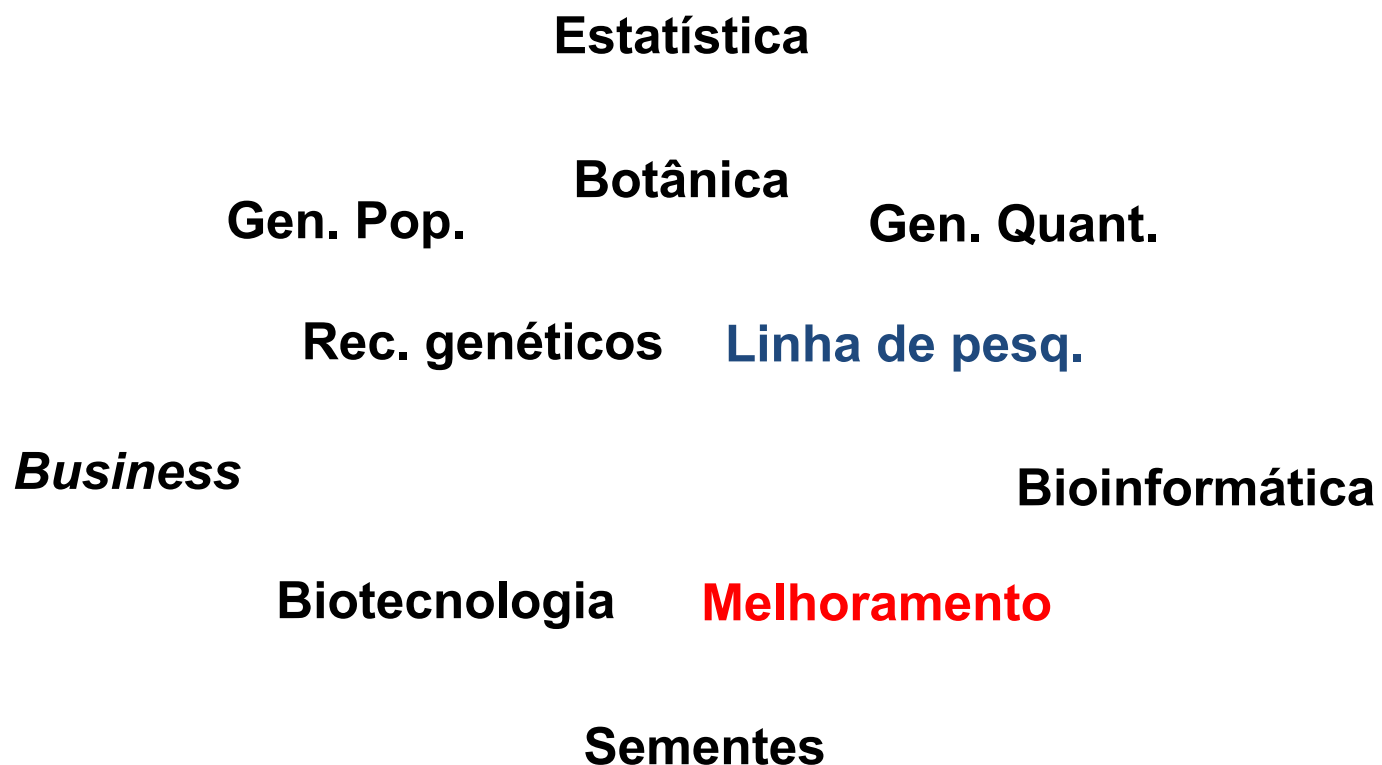 Estatística
Botânica
Gen. Pop.
Gen. Quant.
Rec. genéticos
Linha de pesq.
Business
Bioinformática
Biotecnologia
Melhoramento
Sementes